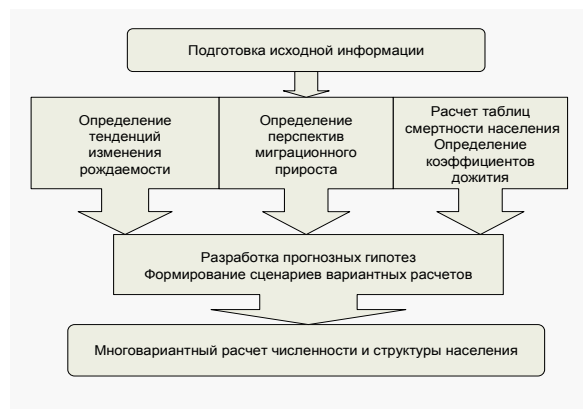 Подготовка исходной информации
Определение
тенденций
изменения
рождаемости
Определение
перспектив
миграционного
прироста
Расчет таблиц
смертности населения
Определение
коэффициентов
дожития
Разработка прогнозных гипотез
Формирование сценариев вариантных расчетов
Многовариантный расчет численности и структуры населения